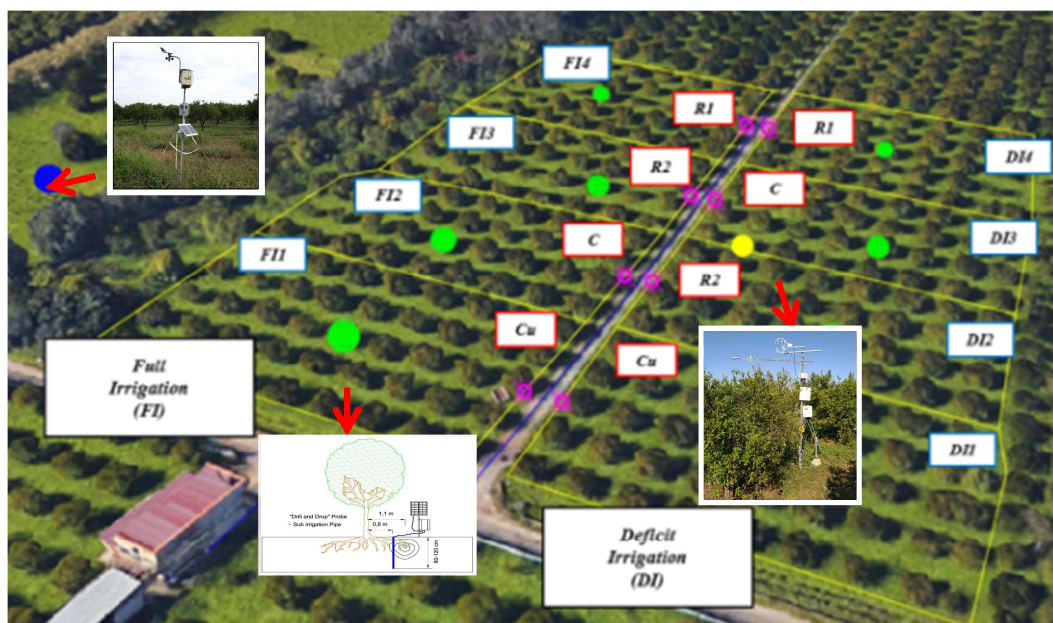 FI4
R1
R1
FI3
DI4
R2
C
FI2
C
DI3
FI1
R2
Cu
DI2
Cu
Full
Irrigation
(FI)
DI1
1,1 m
"Drill and Drop" Probe
0,8 m
Sub irrigation Pipe
80-120 cm
Deficit
Irrigation
(DI)